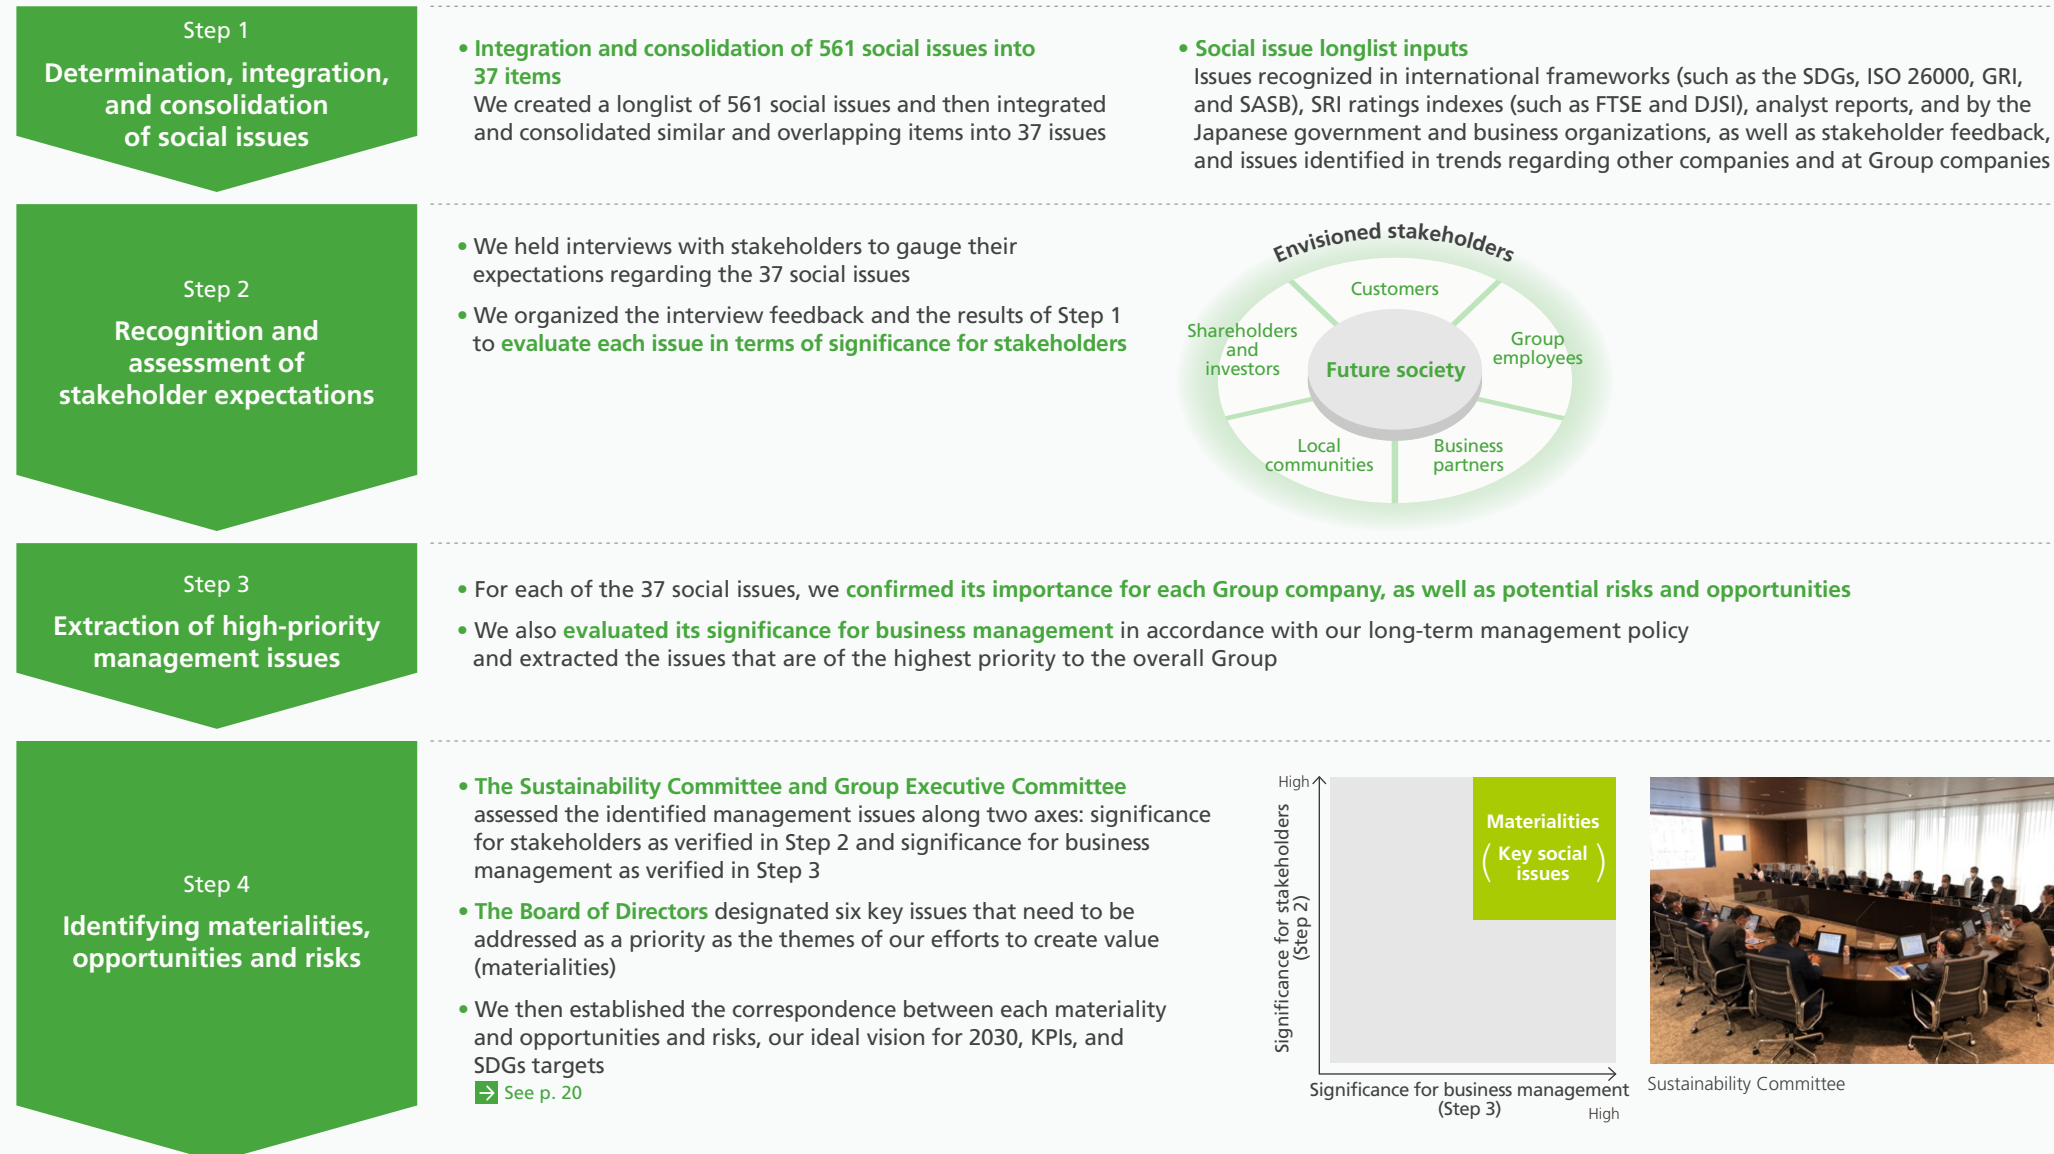 Step 1
Determination, integration,
and consolidation
of social issues
• Integration and consolidation of 561 social issues into
37 items
We created a longlist of 561 social issues and then integrated
and consolidated similar and overlapping items into 37 issues
• Social issue longlist inputs
Issues recognized in international frameworks (such as the SDGs, ISO 26000, GRI,
and SASB), SRI ratings indexes (such as FTSE and DJSI), analyst reports, and by the
Japanese government and business organizations, as well as stakeholder feedback,
and issues identified in trends regarding other companies and at Group companies
Step 2
Recognition and
assessment of
stakeholder expectations
• We held interviews with stakeholders to gauge their
expectations regarding the 37 social issues
• We organized the interview feedback and the results of Step 1
to evaluate each issue in terms of significance for stakeholders
Envisioned stakeholders
Customers
Shareholders
and
investors
Group
employees
Future society
Local
communities
Business
partners
Step 3
Extraction of high-priority
management issues
• For each of the 37 social issues, we confirmed its importance for each Group company, as well as potential risks and opportunities
• We also evaluated its significance for business management in accordance with our long-term management policy
and extracted the issues that are of the highest priority to the overall Group
Step 4
Identifying materialities,
opportunities and risks
• The Sustainability Committee and Group Executive Committee
assessed the identified management issues along two axes: significance
for stakeholders as verified in Step 2 and significance for business
management as verified in Step 3
• The Board of Directors designated six key issues that need to be
addressed as a priority as the themes of our efforts to create value
(materialities)
• We then established the correspondence between each materiality
and opportunities and risks, our ideal vision for 2030, KPIs, and
SDGs targets
→ See p. 20
High
Significance for stakeholders
(Step 2)
Materialities
(Key social
issues)
Significance for business management
(Step 3)
High
Sustainability Committee